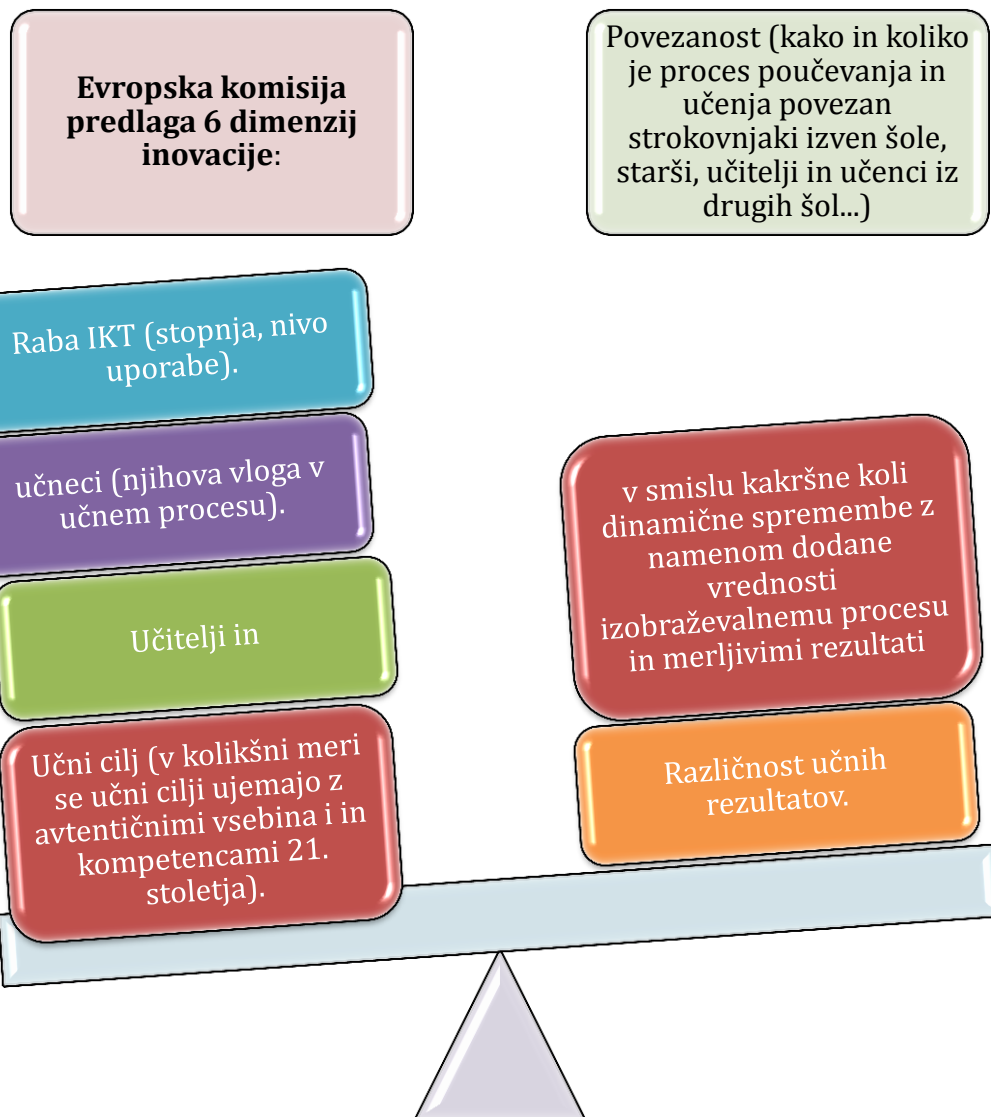 Evropska komisija
predlaga 6 dimenzij
inovacije:
Povezanost (kako in koliko
je proces poučevanja in
učenja povezan
strokovnjaki izven šole,
starši, učitelji in učenci iz
drugih šol...)
Raba IKT (stopnja, nivo
uporabe).
učneci (njihova vloga v
učnem procesu).
Učitelji in
Učni cilj (v kolikšni meri
se učni cilji ujemajo z
avtentičnimi vsebina i in
kompetencami 21.
stoletja).
v smislu kakršne koli
dinamične spremembe z
namenom dodane
vrednosti
izobraževalnemu procesu
in merljivimi rezultati
Različnost učnih
rezultatov.